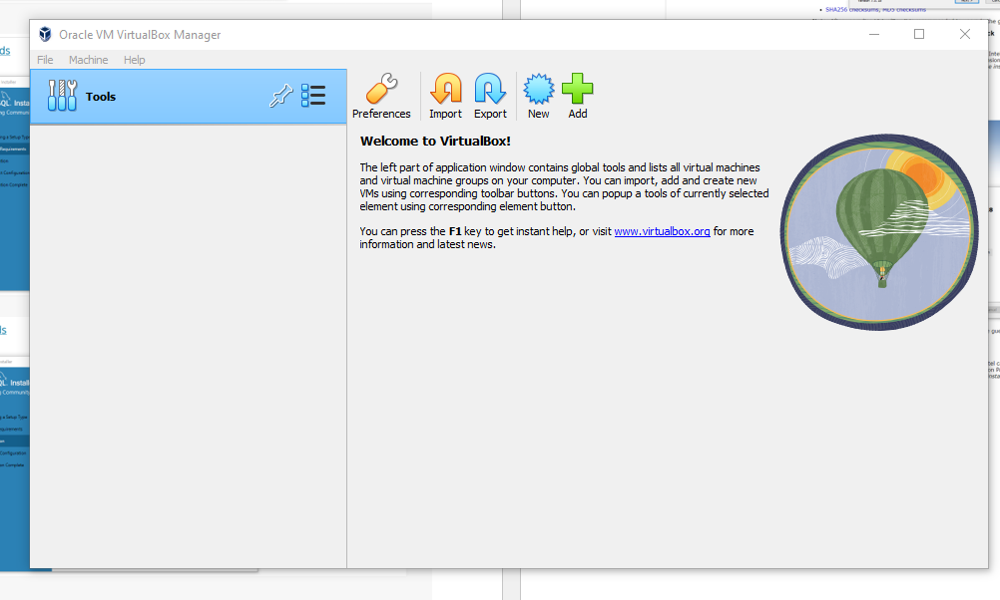 SHA256 checksums, MD5 checksums
Oracle VM VirtualBox Manager
File Machine Help
Tools
Preferences Import Export New Add
Welcome to VirtualBox!
The left part of application window contains global tools and lists all virtual machines
and virtual machine groups on your computer. You can import, add and create new
VMs using corresponding toolbar buttons. You can popup a tools of currently selected
element using corresponding element button.
You can press the F1 key to get instant help, or visit www.virtualbox.org for more
information and latest news.